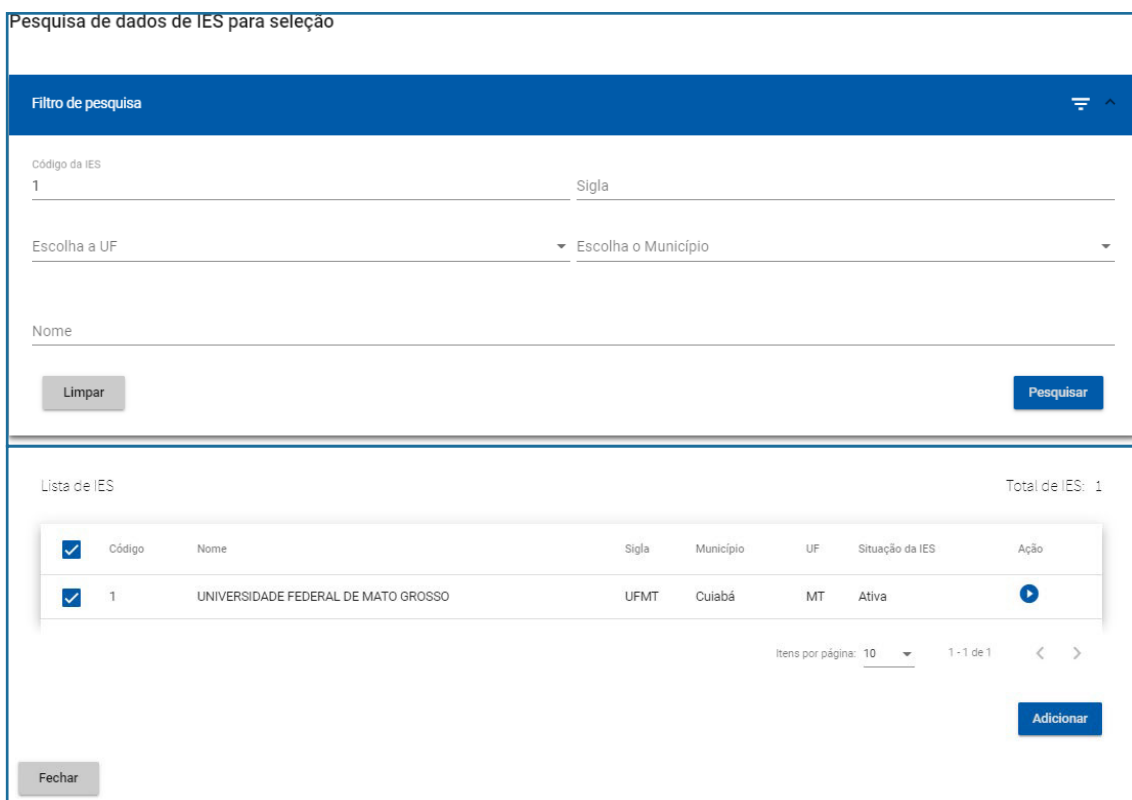 Pesquisa de dados de IES para seleção
Filtro de pesquisa
Código da IES
1 Sigla
Escolha a UF Escolha o Município
Nome
Limpar Pesquisar
Lista de IES Total de IES: 1
Código Nome Sigla Município UF Situação da IES Ação
1 UNIVERSIDADE FEDERAL DE MATO GROSSO UFMT Cuiabá MT Ativa
Itens por página: 10 1 - 1 de 1
Adicionar
Fechar